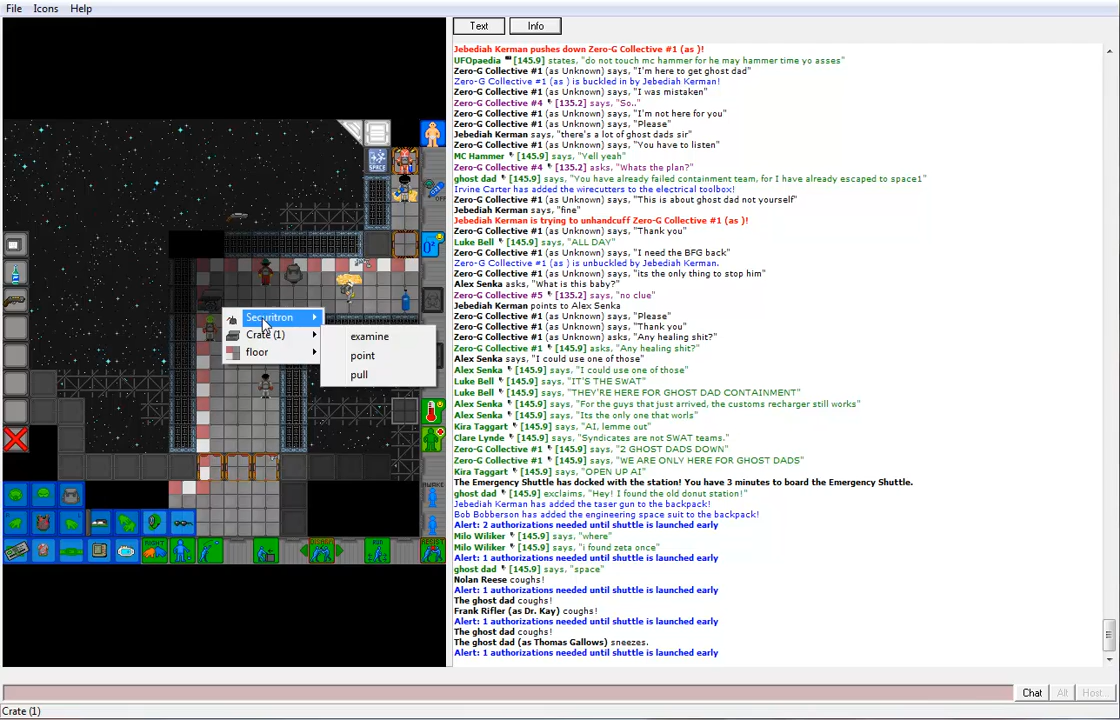 File Icons Help
Text Info
Jebediah Kerman pushes down Zero-G Collective #1 (as )!
UFOpaedia [145.9] states, "do not touch mc hammer for he may hammer time yo asses"
Zero-G Collective #1 (as Unknown) says, "I'm here to get ghost dad"
Zero-G Collective #1 (as ) is buckled in by Jebediah Kerman!
Zero-G Collective #1 (as Unknown) says, "I was mistaken"
Zero-G Collective #4 [135.2] says, "So.."
Zero-G Collective #1 (as Unknown) says, "I'm not here for you"
Zero-G Collective #1 (as Unknown) says, "Please"
Jebediah Kerman says, "there's a lot of ghost dads sir"
Zero-G Collective #1 (as Unknown) says, "You have to listen"
MC Hammer [145.9] says, "Yell yeah"
Zero-G Collective #4 [135.2] asks, "Whats the plan?"
ghost dad [145.9] says, "You have already failed containment team, for I have already escaped to space1"
Irvine Carter has added the wirecutters to the electrical toolbox!
Zero-G Collective #1 (as Unknown) says, "This is about ghost dad not yourself"
Jebediah Kerman says, "fine"
Jebediah Kerman is trying to unhandcuff Zero-G Collective #1 (as )!
Zero-G Collective #1 (as Unknown) says, "Thank you"
Luke Bell [145.9] says, "ALL DAY"
Zero-G Collective #1 (as Unknown) says, "I need the BFG back"
Zero-G Collective #1 (as ) is unbuckled by Jebediah Kerman.
Zero-G Collective #1 (as Unknown) says, "its the only thing to stop him"
Alex Senka asks, "What is this baby?"
Zero-G Collective #5 [135.2] says, "no clue"
Jebediah Kerman points to Alex Senka
Zero-G Collective #1 (as Unknown) says, "Please"
Zero-G Collective #1 (as Unknown) says, "Thank you"
Zero-G Collective #1 (as Unknown) asks, "Any healing shit?"
Zero-G Collective #1 [145.9] asks, "Any healing shit?"
Alex Senka says, "I could use one of those"
Alex Senka [145.9] says, "I could use one of those"
Luke Bell [145.9] says, "IT'S THE SWAT"
Luke Bell [145.9] says, "THEY'RE HERE FOR GHOST DAD CONTAINMENT"
Alex Senka [145.9] says, "For the guys that just arrived, the customs recharger still works"
Alex Senka [145.9] says, "Its the only one that worls"
Kira Taggart [145.9] says, "AI, lemme out"
Clare Lynde [145.9] says, "Syndicates are not SWAT teams."
Zero-G Collective #1 [145.9] says, "2 GHOST DADS DOWN"
Zero-G Collective #1 [145.9] says, "WE ARE ONLY HERE FOR GHOST DADS"
Kira Taggart [145.9] says, "OPEN UP AI"
The Emergency Shuttle has docked with the station! You have 3 minutes to board the Emergency Shuttle.
ghost dad [145.9] exclaims, "Hey! I found the old donut station!"
Jebediah Kerman has added the taser gun to the backpack!
Bob Bobberson has added the engineering space suit to the backpack!
Alert: 2 authorizations needed until shuttle is launched early
Milo Wiliker [145.9] says, "where"
Milo Wiliker [145.9] says, "i found zeta once"
Alert: 1 authorizations needed until shuttle is launched early
ghost dad [145.9] says, "space"
Nolan Reese coughs!
Alert: 1 authorizations needed until shuttle is launched early
The ghost dad coughs!
Frank Rifler (as Dr. Kay) coughs!
Alert: 1 authorizations needed until shuttle is launched early
The ghost dad coughs!
The ghost dad (as Thomas Gallows) sneezes.
Alert: 1 authorizations needed until shuttle is launched early
SPACE
OFF
O²
Securitron
Crate (1)
floor
examine
point
pull
AWAKE
RIGHT
DISARM
RUN
RESIST
Chat All Host...
Crate (1)